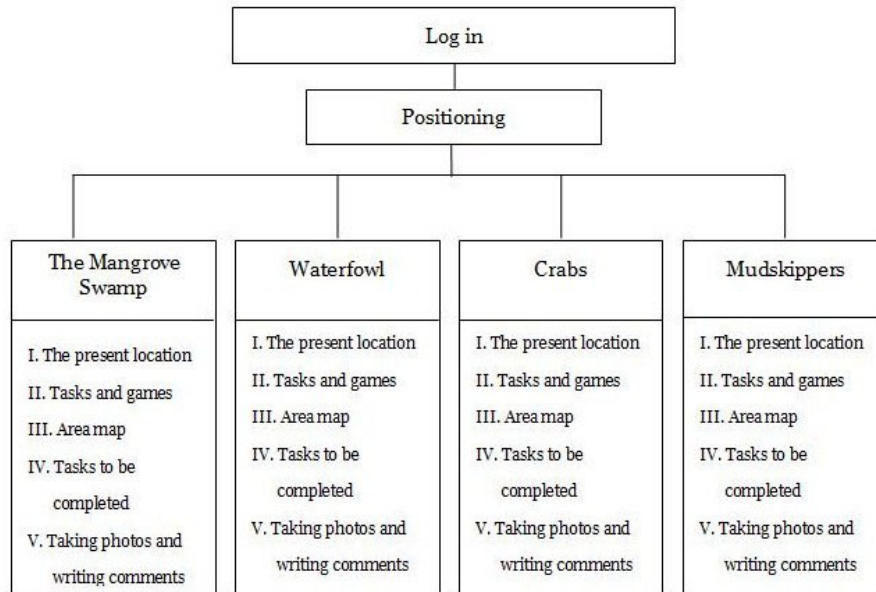 Log in
Positioning
The Mangrove
Swamp
I. The present location
II. Tasks and games
III. Area map
IV. Tasks to be
completed
V. Taking photos and
writing comments
Waterfowl
I. The present location
II. Tasks and games
III. Area map
IV. Tasks to be
completed
V. Taking photos and
writing comments
Crabs
I. The present location
II. Tasks and games
III. Area map
IV. Tasks to be
completed
V. Taking photos and
writing comments
Mudskippers
I. The present location
II. Tasks and games
III. Area map
IV. Tasks to be
completed
V. Taking photos and
writing comments